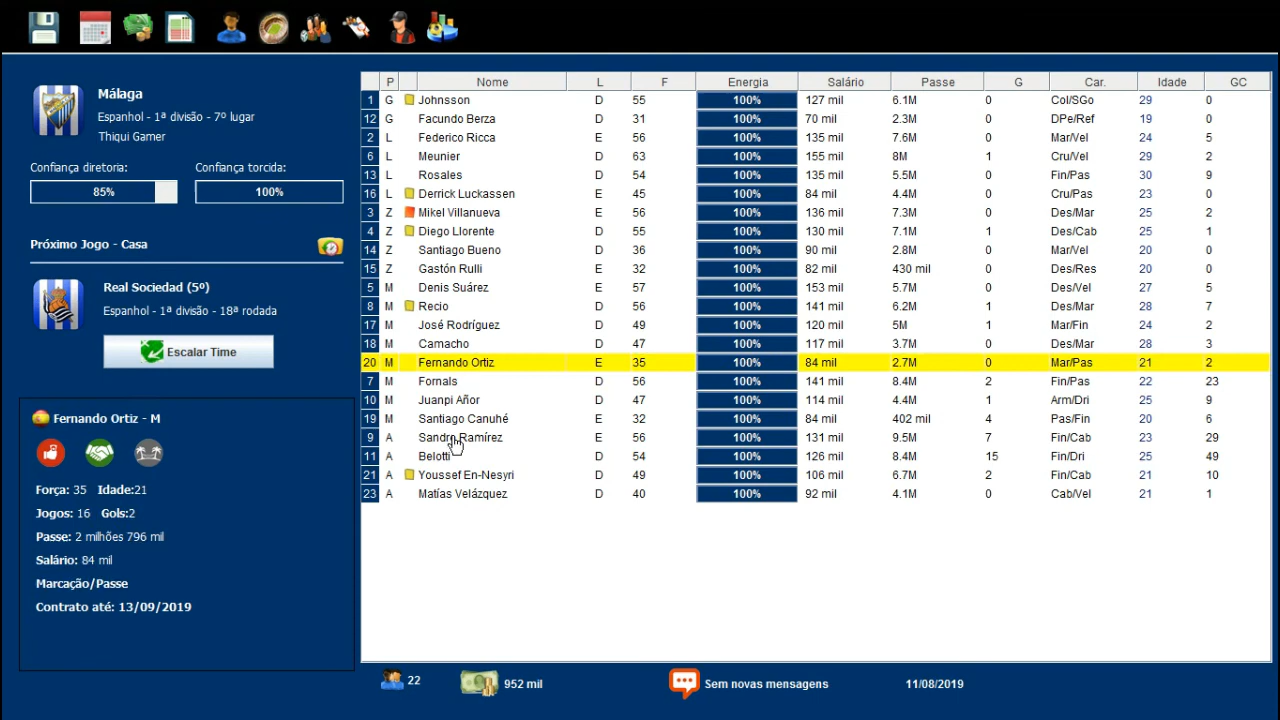 Málaga
Espanhol - 1ª divisão - 7º lugar
Thiqui Gamer
Confiança diretoria: Confiança torcida:
85% 100%
Próximo Jogo - Casa
Real Sociedad (5º)
Espanhol - 1ª divisão - 18ª rodada
Escalar Time
Fernando Ortiz - M
Força: 35 Idade:21
Jogos: 16 Gols:2
Passe: 2 milhões 796 mil
Salário: 84 mil
Marcação/Passe
Contrato até: 13/09/2019
P Nome L F Energia Salário Passe G Car. Idade GC
1 G Johnsson D 55 100% 127 mil 6.1M 0 Col/SGo 29 0
12 G Facundo Berza D 31 100% 70 mil 2.3M 0 DPe/Ref 19 0
2 L Federico Ricca E 56 100% 135 mil 7.6M 0 Mar/Vel 24 5
6 L Meunier D 63 100% 155 mil 8M 1 Cru/Vel 29 2
13 L Rosales D 54 100% 135 mil 5.5M 0 Fin/Pas 30 9
16 L Derrick Luckassen E 45 100% 84 mil 4.4M 0 Cru/Pas 23 0
3 Z Mikel Villanueva E 56 100% 136 mil 7.3M 0 Des/Mar 25 2
4 Z Diego Llorente D 55 100% 130 mil 7.1M 1 Des/Cab 25 1
14 Z Santiago Bueno D 36 100% 90 mil 2.8M 0 Mar/Vel 20 0
15 Z Gastón Rulli E 32 100% 82 mil 430 mil 0 Des/Res 20 0
5 M Denis Suárez E 57 100% 153 mil 5.7M 0 Des/Vel 27 5
8 M Recio D 56 100% 141 mil 6.2M 1 Des/Mar 28 7
17 M José Rodríguez D 49 100% 120 mil 5M 1 Mar/Fin 24 2
18 M Camacho D 47 100% 117 mil 3.7M 0 Des/Mar 28 3
20 M Fernando Ortiz E 35 100% 84 mil 2.7M 0 Mar/Pas 21 2
7 M Fornals D 56 100% 141 mil 8.4M 2 Fin/Pas 22 23
10 M Juanpi Añor D 47 100% 114 mil 4.4M 1 Arm/Dri 25 9
19 M Santiago Canuhé E 32 100% 84 mil 402 mil 4 Pas/Fin 20 6
9 A Sandro Ramírez E 56 100% 131 mil 9.5M 7 Fin/Cab 23 29
11 A Belotti D 54 100% 126 mil 8.4M 15 Fin/Dri 25 49
21 A Youssef En-Nesyri D 49 100% 106 mil 6.7M 2 Fin/Cab 21 10
23 A Matías Velázquez D 40 100% 92 mil 4.1M 0 Cab/Vel 21 1
22 952 mil Sem novas mensagens 11/08/2019